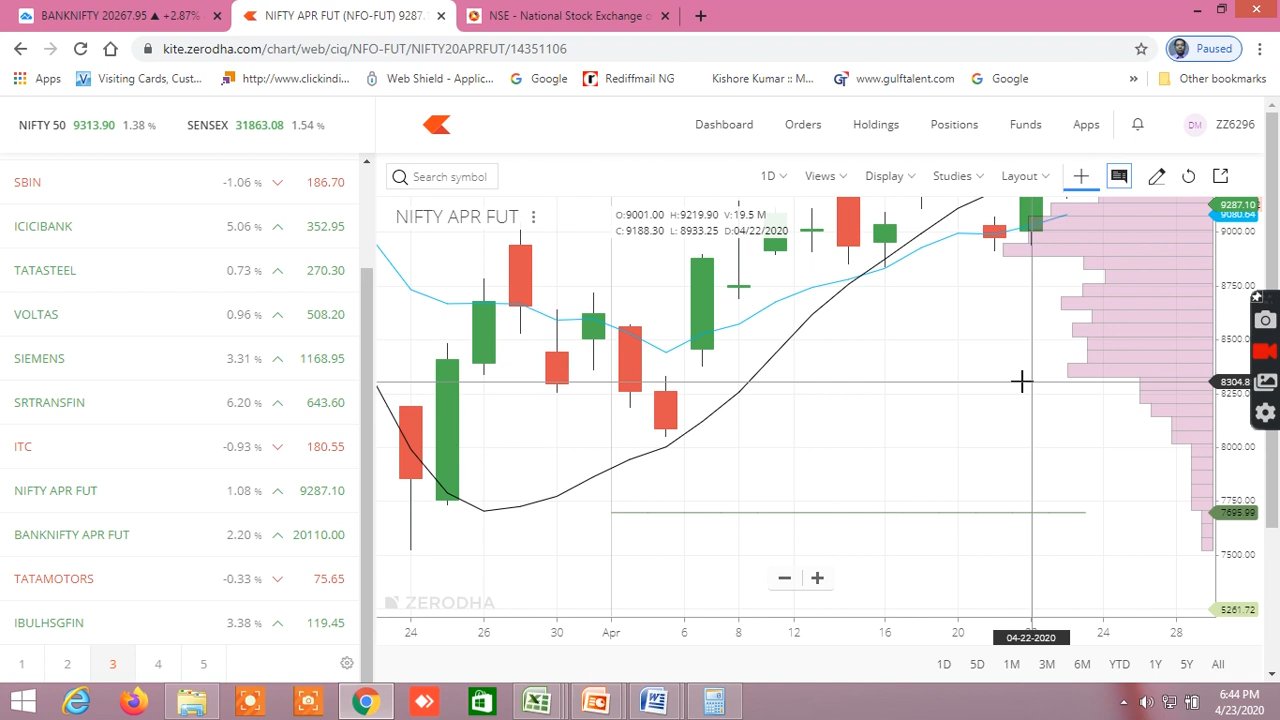 BANKNIFTY 20267.95 ▲ +2.87%
NIFTY APR FUT (NFO-FUT) 9287.1
NSE - National Stock Exchange o
kite.zerodha.com/chart/web/ciq/NFO-FUT/NIFTY20APRFUT/14351106
Paused
Apps
Visiting Cards, Cust...
http://www.clickindi...
Web Shield - Applic...
Google
Rediffmail NG
Kishore Kumar :: M...
www.gulftalent.com
Google
»
Other bookmarks
NIFTY 50 9313.90 1.38 %
SENSEX 31863.08 1.54 %
Dashboard
Orders
Holdings
Positions
Funds
Apps
DM
ZZ6296
SBIN -1.06 % 186.70
ICICIBANK 5.06 % 352.95
TATASTEEL 0.73 % 270.30
VOLTAS 0.96 % 508.20
SIEMENS 3.31 % 1168.95
SRTRANSFIN 6.20 % 643.60
ITC -0.93 % 180.55
NIFTY APR FUT 1.08 % 9287.10
BANKNIFTY APR FUT 2.20 % 20110.00
TATAMOTORS -0.33 % 75.65
IBULHSGFIN 3.38 % 119.45
1 2 3 4 5
Search symbol
1D
Views
Display
Studies
Layout
NIFTY APR FUT
O:9001.00 H:9219.90 V:19.5 M
C:9188.30 L:8933.25 D:04/22/2020
9287.10
9080.64
9000.00
8750.00
8500.00
8304.8
8250.00
8000.00
7750.00
7695.99
7500.00
5261.72
ZERODHA
24 26 30 Apr 6 8 12 16 20 24 28
04-22-2020
1D 5D 1M 3M 6M YTD 1Y 5Y All
6:44 PM
4/23/2020